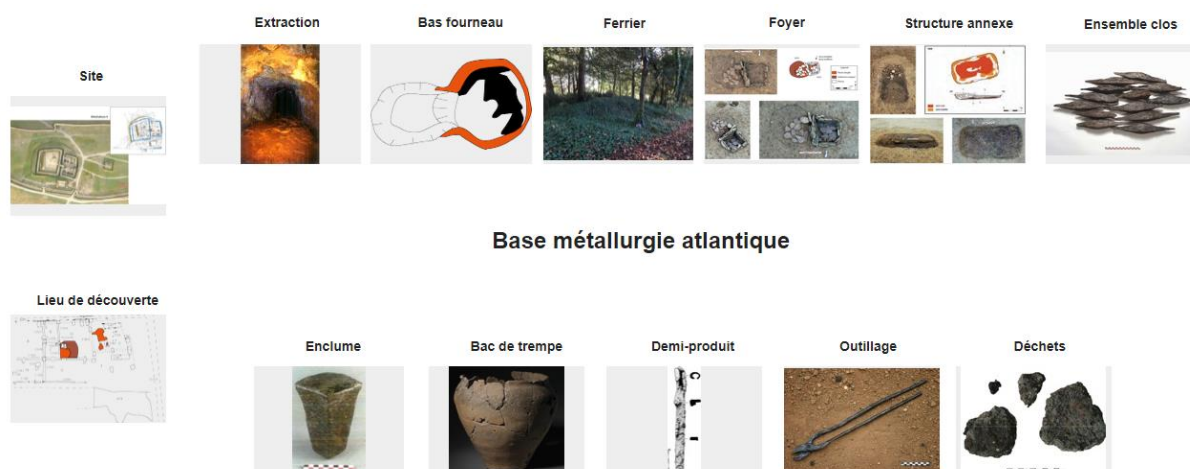 Extraction
Bas fourneau
Ferrier
Foyer
Structure annexe
Ensemble clos
Site
Base métallurgie atlantique
Lieu de découverte
Enclume
Bac de trempe
Demi-produit
Outillage
Déchets